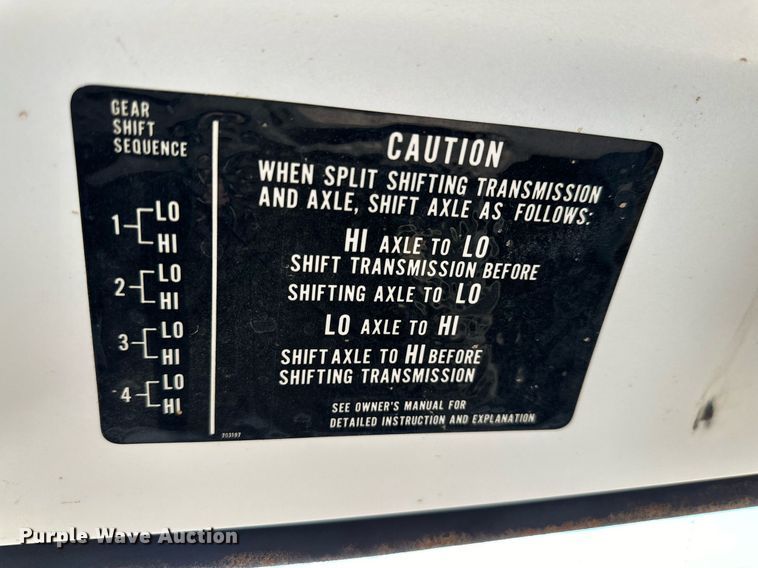 GEAR
SHIFT
SEQUENCE
1 LO
HI
2 LO
HI
3 LO
HI
4 LO
HI
CAUTION
WHEN SPLIT SHIFTING TRANSMISSION
AND AXLE, SHIFT AXLE AS FOLLOWS:
HI AXLE TO LO
SHIFT TRANSMISSION BEFORE
SHIFTING AXLE TO LO
LO AXLE TO HI
SHIFT AXLE TO HI BEFORE
SHIFTING TRANSMISSION
SEE OWNER'S MANUAL FOR
DETAILED INSTRUCTION AND EXPLANATION
703197
Purple Wave Auction